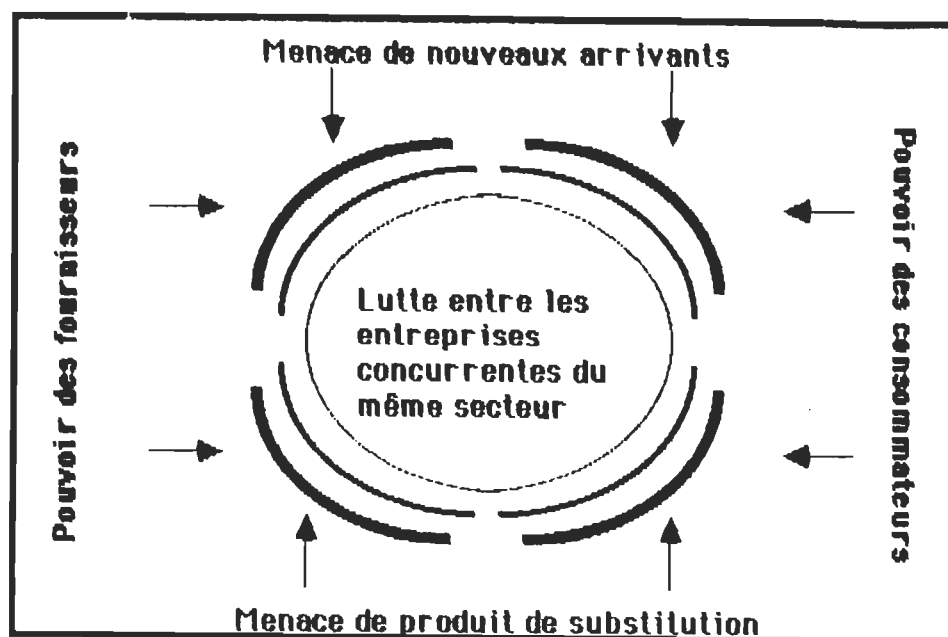 Menace de nouveaux arrivants
Pouvoir des fournisseurs
Lutte entre les
entreprises
concurrentes du
même secteur
Pouvoir des consommateurs
Menace de produit de substitution